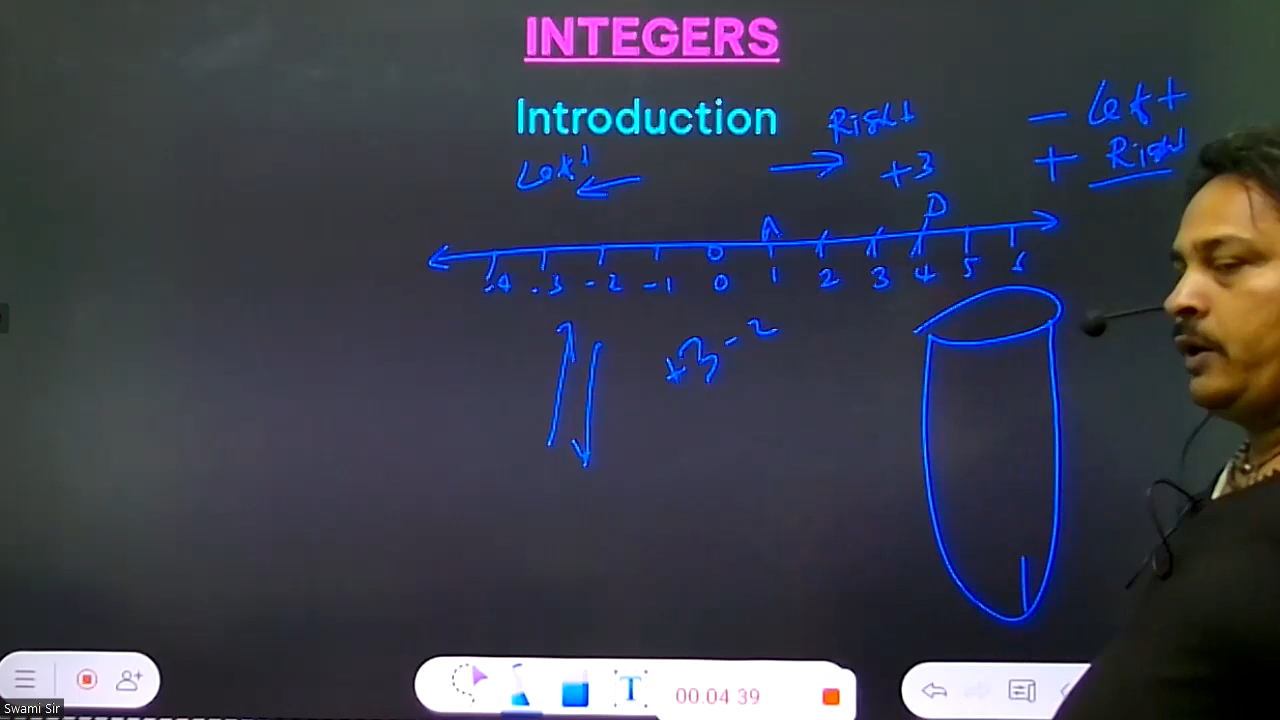 INTEGERS
Introduction
Right
- Left
Left
+3
+ Right
A
D
-4 -3 -2 -1 0 1 2 3 4 5 6
+3 -2
T
00:04:39
Swami Sir